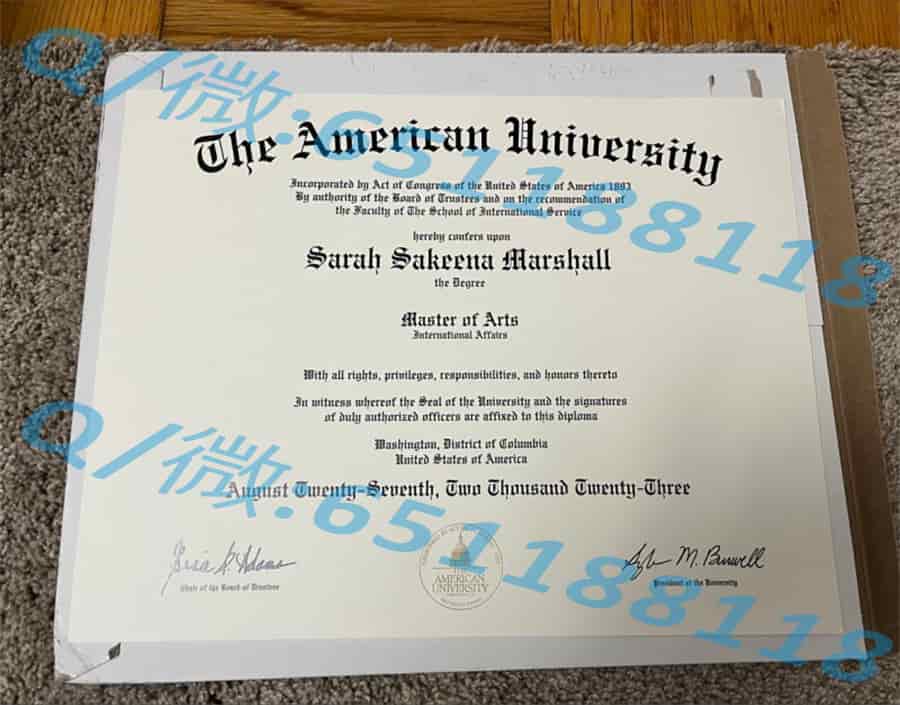 The American University
Incorporated by Act of Congress of the United States of America 1893
By authority of the Board of Trustees and on the recommendation of
the Faculty of The School of International Service
hereby confers upon
Sarah Sakeena Marshall
the Degree
Master of Arts
International Affairs
With all rights, privileges, responsibilities, and honors thereto
In witness whereof the Seal of the University and the signatures
of duly authorized officers are affixed to this diploma
Washington, District of Columbia
United States of America
August Twenty-Seventh, Two Thousand Twenty-Three
Chair of the Board of Trustees
AMERICAN
UNIVERSITY
President of the University
Q/微:651188118
Q/微:651188118